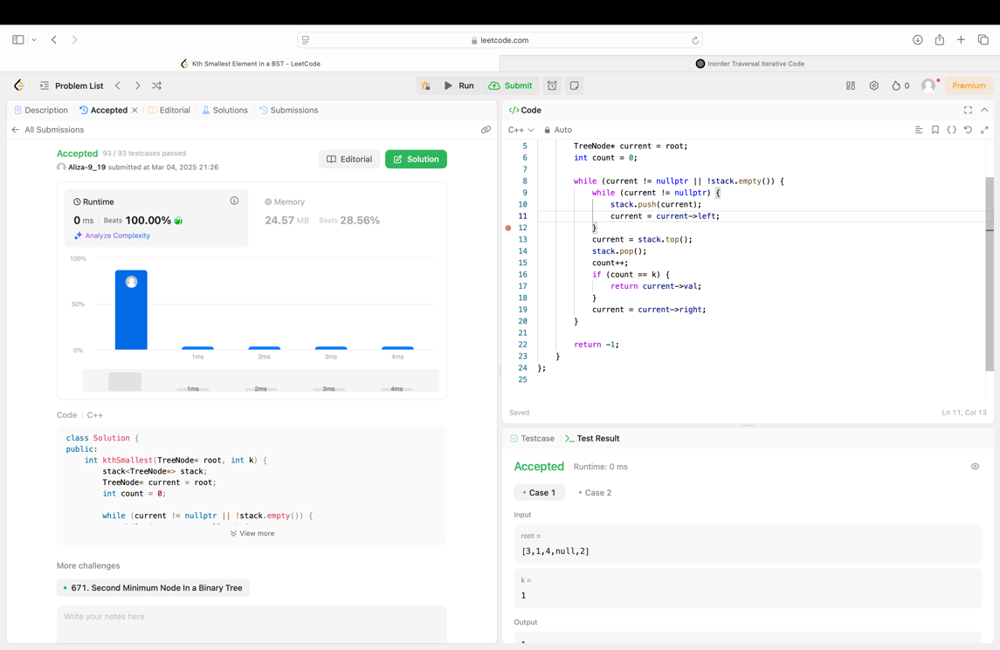 leetcode.com
Kth Smallest Element in a BST - LeetCode
Inorder Traversal Iterative Code
Problem List
Run
Submit
0
Premium
Description
Accepted
Editorial
Solutions
Submissions
All Submissions
Accepted 93 / 93 testcases passed
Aliza-9_19 submitted at Mar 04, 2025 21:26
Editorial
Solution
Runtime
0 ms Beats 100.00%
Analyze Complexity
Memory
24.57 MB Beats 28.56%
100%
50%
0%
1ms 2ms 3ms 4ms
1ms 2ms 3ms 4ms
Code C++
class Solution {
public:
    int kthSmallest(TreeNode* root, int k) {
        stack<TreeNode*> stack;
        TreeNode* current = root;
        int count = 0;
        while (current != nullptr || !stack.empty()) {
View more
More challenges
671. Second Minimum Node In a Binary Tree
Write your notes here
</> Code
C++ Auto
5 TreeNode* current = root;
6 int count = 0;
7
8 while (current != nullptr || !stack.empty()) {
9 while (current != nullptr) {
10 stack.push(current);
11 current = current->left;
12 }
13 current = stack.top();
14 stack.pop();
15 count++;
16 if (count == k) {
17 return current->val;
18 }
19 current = current->right;
20 }
21
22 return -1;
23 }
24 };
25
Saved
Ln 11, Col 13
Testcase
Test Result
Accepted Runtime: 0 ms
Case 1
Case 2
Input
root =
[3,1,4,null,2]
k =
1
Output